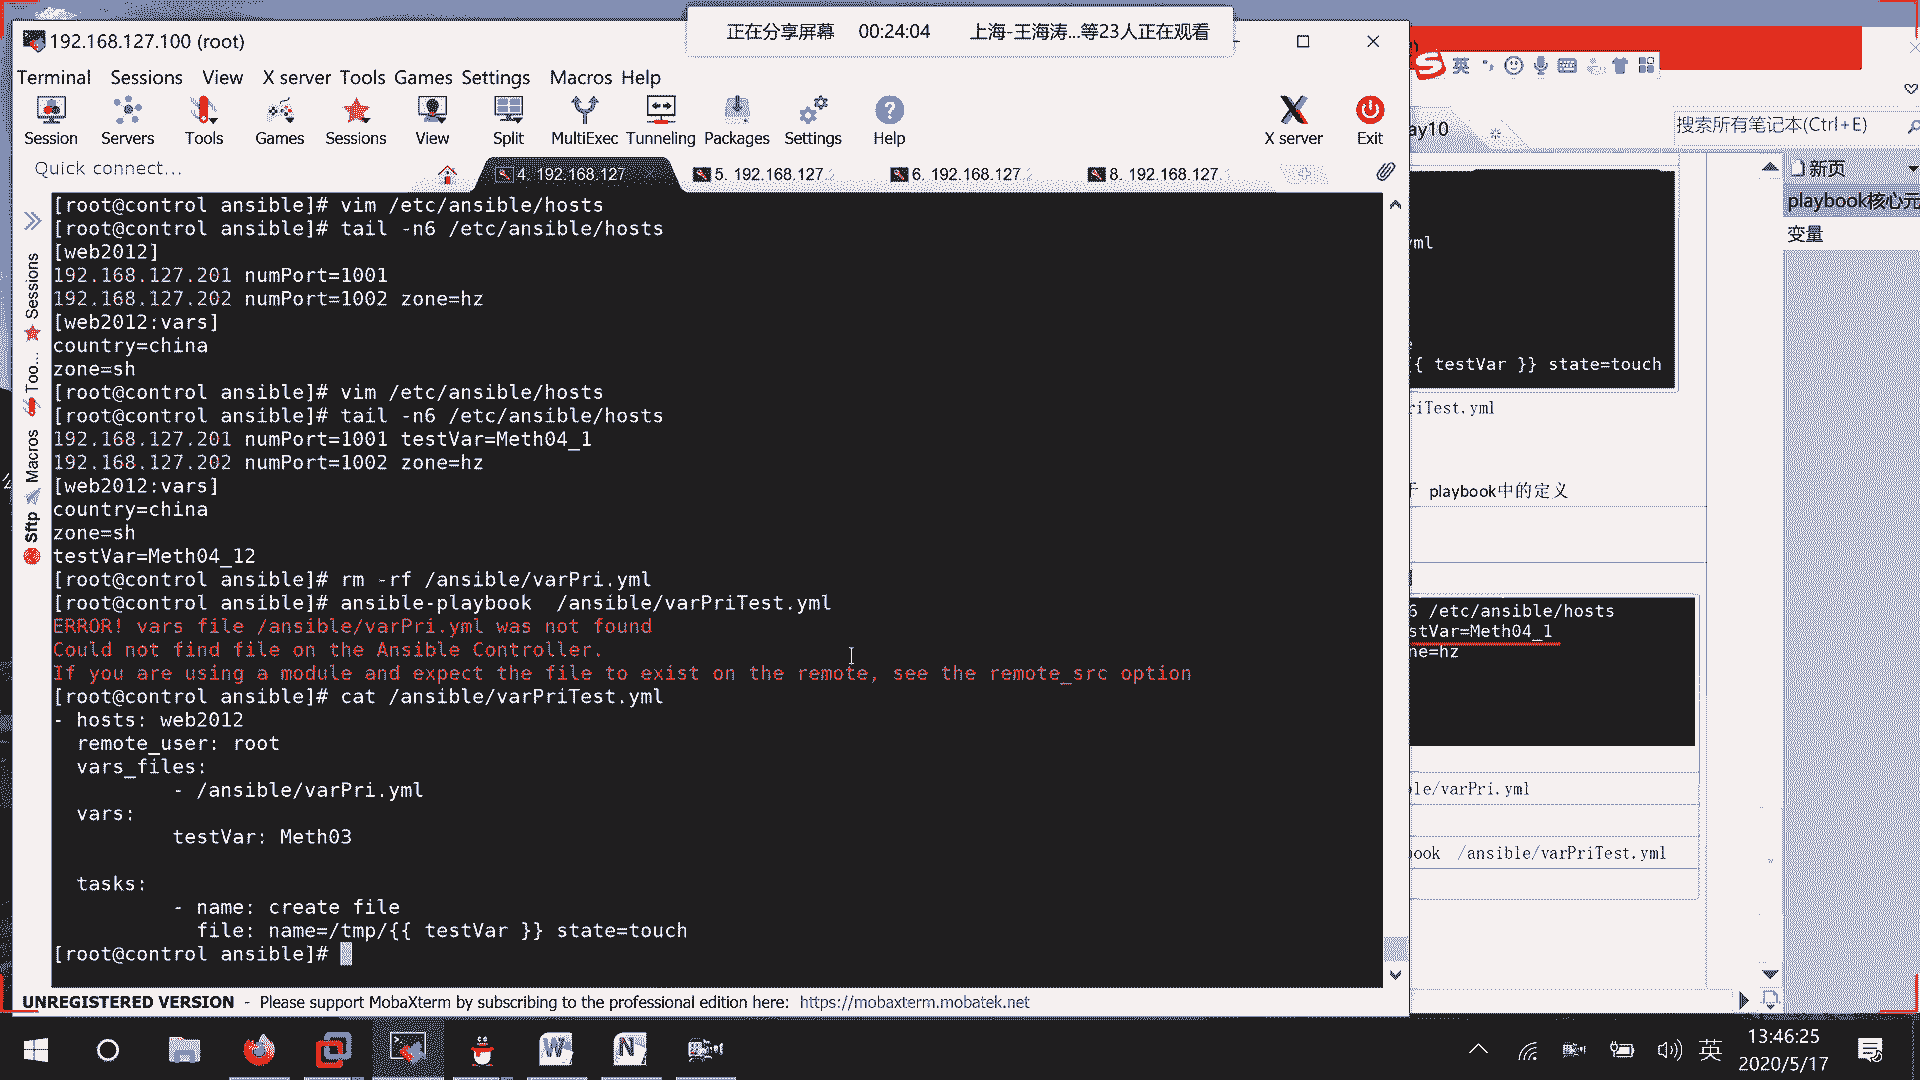 正在分享屏幕 00:24:04 上海-王海涛...等23人正在观看
192.168.127.100 (root)
Terminal Sessions View X server Tools Games Settings Macros Help
Session Servers Tools Games Sessions View Split MultiExec Tunneling Packages Settings Help X server Exit
Quick connect...
4. 192.168.127
5. 192.168.127.
6. 192.168.127.
8. 192.168.127.
Sessions
Too...
Macros
Sftp
[root@control ansible]# vim /etc/ansible/hosts
[root@control ansible]# tail -n6 /etc/ansible/hosts
[web2012]
192.168.127.201 numPort=1001
192.168.127.202 numPort=1002 zone=hz
[web2012:vars]
country=china
zone=sh
[root@control ansible]# vim /etc/ansible/hosts
[root@control ansible]# tail -n6 /etc/ansible/hosts
192.168.127.201 numPort=1001 testVar=Meth04_1
192.168.127.202 numPort=1002 zone=hz
[web2012:vars]
country=china
zone=sh
testVar=Meth04_12
[root@control ansible]# rm -rf /ansible/varPri.yml
[root@control ansible]# ansible-playbook  /ansible/varPriTest.yml
ERROR! vars file /ansible/varPri.yml was not found
Could not find file on the Ansible Controller.
If you are using a module and expect the file to exist on the remote, see the remote_src option
[root@control ansible]# cat /ansible/varPriTest.yml
- hosts: web2012
  remote_user: root
  vars_files:
          - /ansible/varPri.yml
  vars:
          testVar: Meth03
  tasks:
          - name: create file
            file: name=/tmp/{{ testVar }} state=touch
[root@control ansible]#
UNREGISTERED VERSION - Please support MobaXterm by subscribing to the professional edition here: https://mobaxterm.mobatek.net
英
ay10
搜索所有笔记本(Ctrl+E)
新页
playbook核心元
变量
yml
{{ testVar }} state=touch
riTest.yml
playbook中的定义
6 /etc/ansible/hosts
stVar=Meth04_1
ne=hz
le/varPri.yml
book /ansible/varPriTest.yml
英
13:46:25
2020/5/17